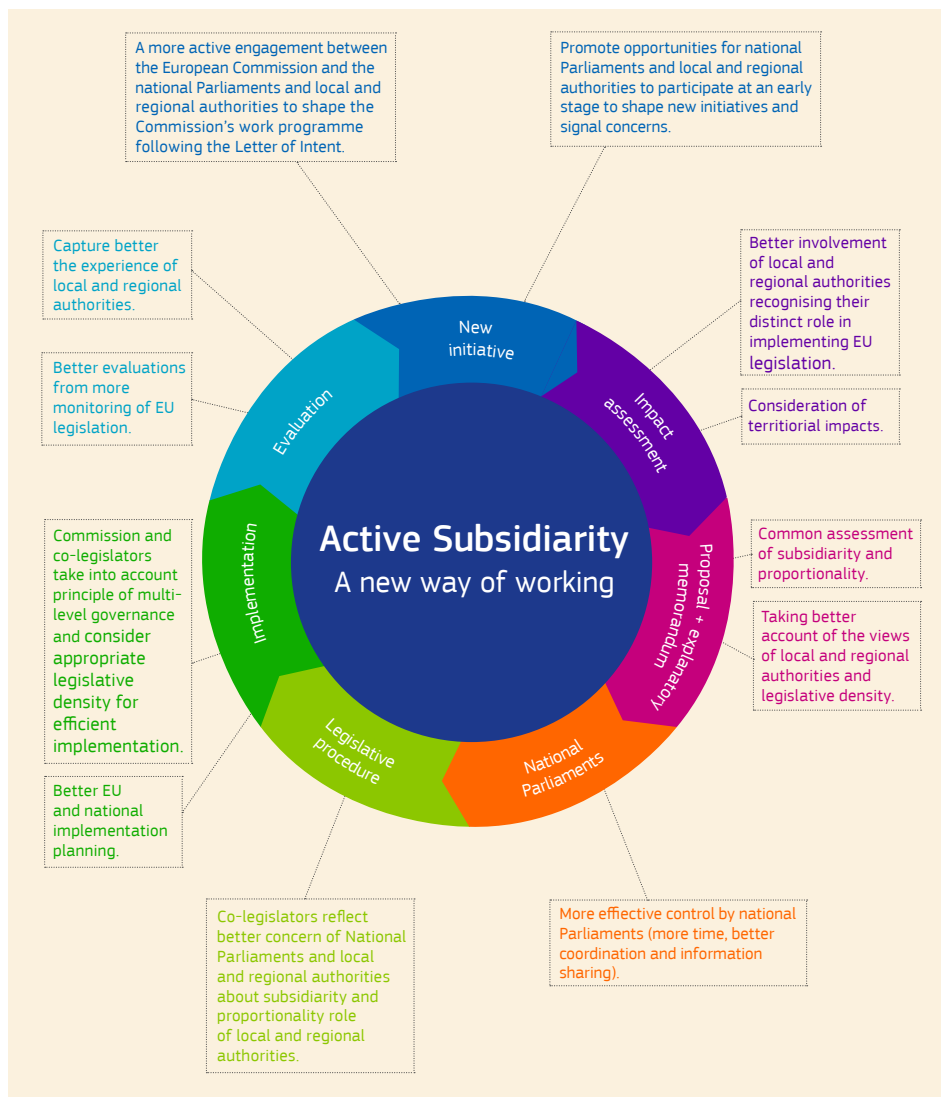 A more active engagement between
the European Commission and the
national Parliaments and local and
regional authorities to shape the
Commission's work programme
following the Letter of Intent.
Promote opportunities for national
Parliaments and local and regional
authorities to participate at an early
stage to shape new initiatives and
signal concerns.
Capture better
the experience of
local and regional
authorities.
Better evaluations
from more
monitoring of EU
legislation.
Better involvement
of local and
regional authorities
recognising their
distinct role in
implementing EU
legislation.
Consideration of
territiorial impacts.
New
initiative
Impact
assessment
Evaluation
Active Subsidiarity
A new way of working
Implementation
Proposal + explanatory
memorandum
Legislative
procedure
National
Parliaments
Commission and
co-legislators
take into account
principle of multi-
level governance
and consider
appropriate
legislative
density for
efficient
implementation.
Better EU
and national
implementation
planning.
Common assessment
of subsidiarity and
proportionality.
Taking better
account of the views
of local and regional
authorities and
legislative density.
Co-legislators reflect
better concern of National
Parliaments and local
and regional authorities
about subsidiarity and
proportionality role
of local and regional
authorities.
More effective control by national
Parliaments (more time, better
coordination and information
sharing).